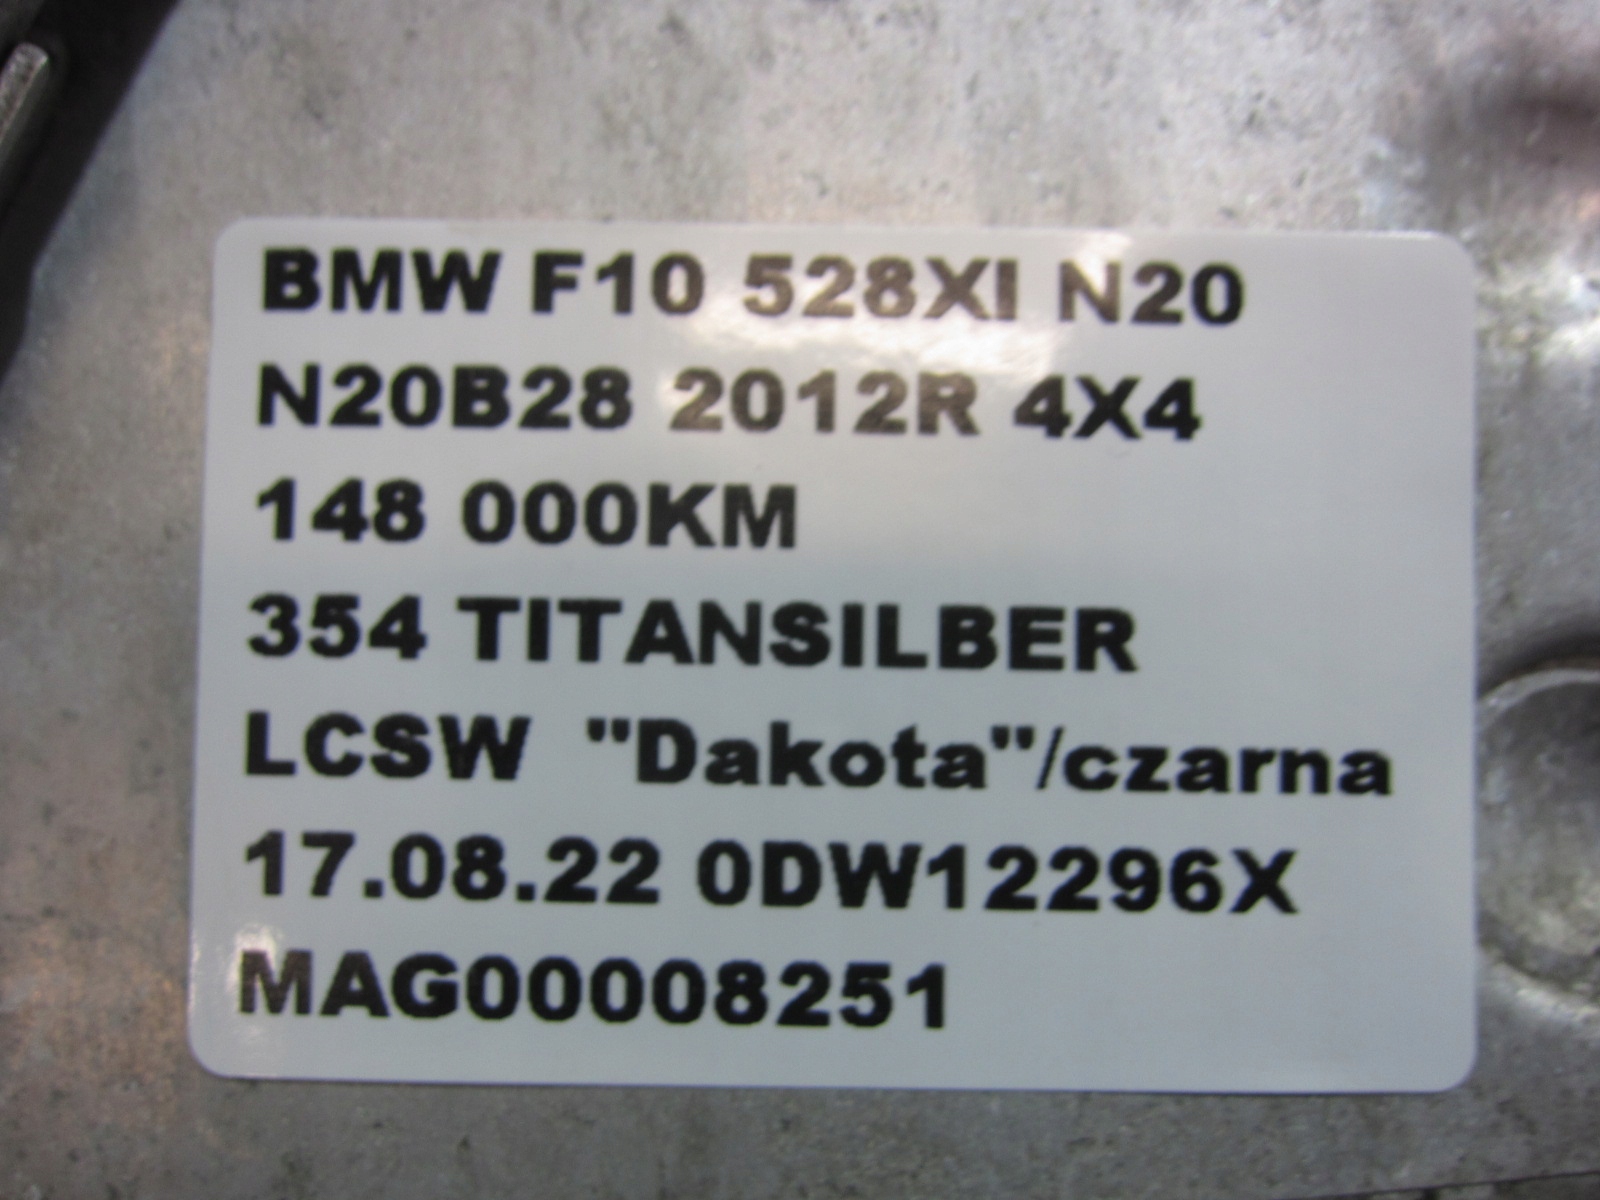 BMW F10 528XI N20
N20B28 2012R 4X4
148 000KM
354 TITANSILBER
LCSW "Dakota"/czarna
17.08.22 0DW12296X
MAG00008251